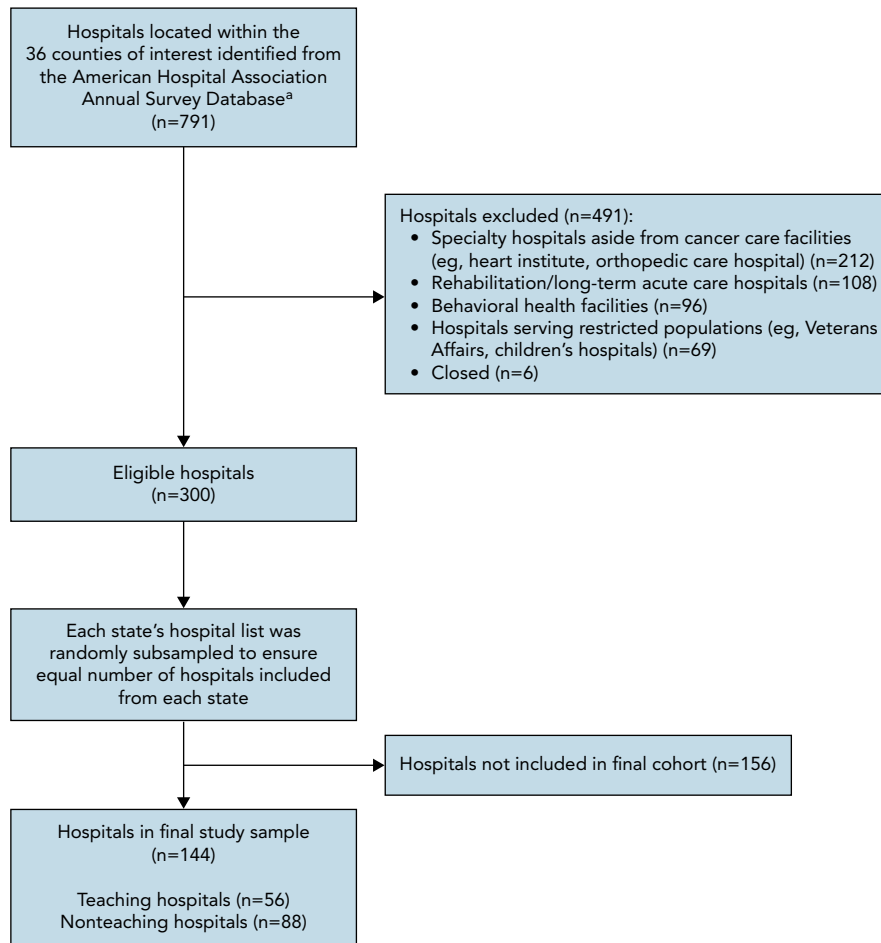 Hospitals located within the
36 counties of interest identified from
the American Hospital Association
Annual Survey Databaseᵃ
(n=791)
Hospitals excluded (n=491):
• Specialty hospitals aside from cancer care facilities
(eg, heart institute, orthopedic care hospital) (n=212)
• Rehabilitation/long-term acute care hospitals (n=108)
• Behavioral health facilities (n=96)
• Hospitals serving restricted populations (eg, Veterans
Affairs, children’s hospitals) (n=69)
• Closed (n=6)
Eligible hospitals
(n=300)
Each state’s hospital list was
randomly subsampled to ensure
equal number of hospitals included
from each state
Hospitals not included in final cohort (n=156)
Hospitals in final study sample
(n=144)
Teaching hospitals (n=56)
Nonteaching hospitals (n=88)